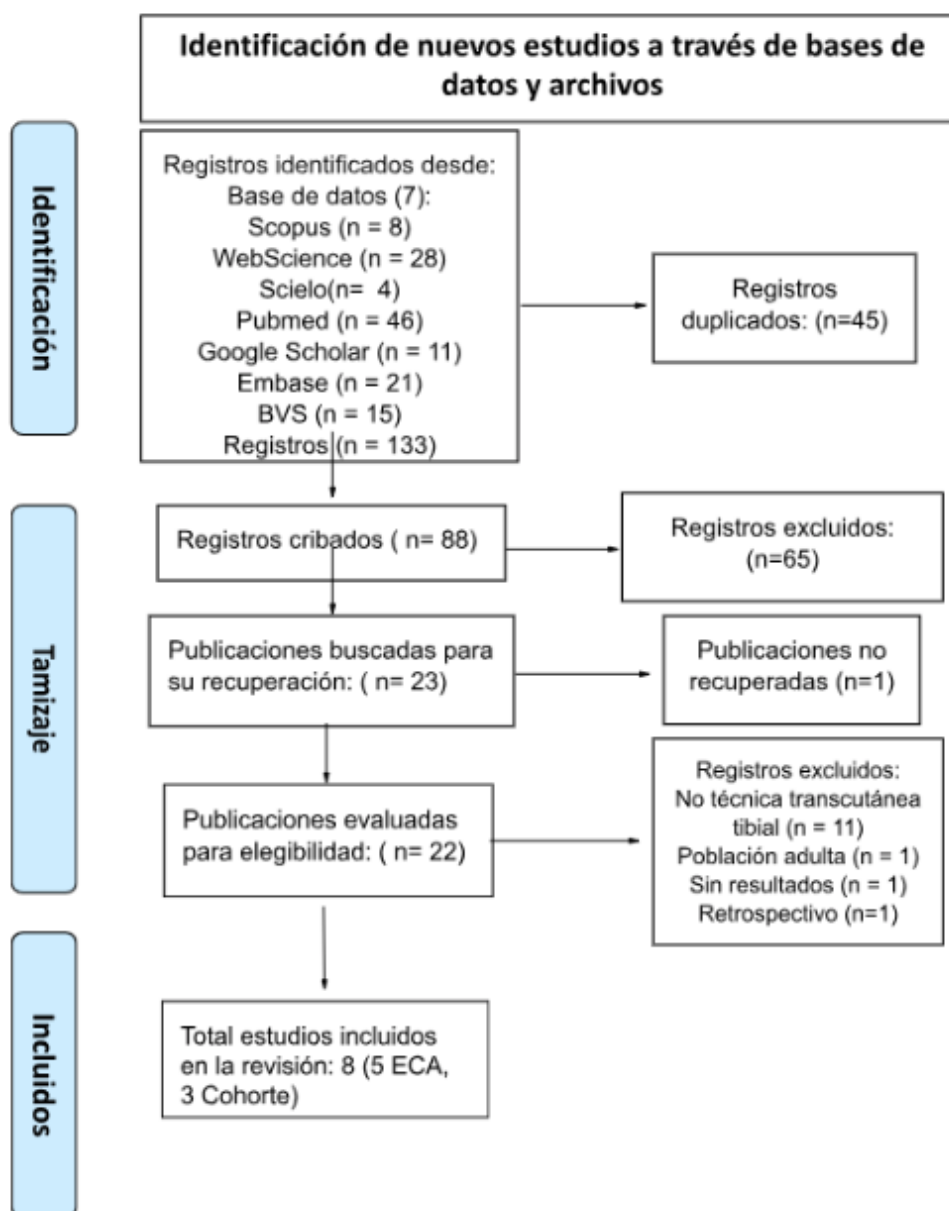 Identificación de nuevos estudios a través de bases de
datos y archivos
Identificación
Registros identificados desde:
Base de datos (7):
Scopus (n = 8)
WebScience (n = 28)
Scielo(n= 4)
Pubmed (n = 46)
Google Scholar (n = 11)
Embase (n = 21)
BVS (n = 15)
Registros (n = 133)
Registros
duplicados: (n=45)
Tamizaje
Registros cribados ( n= 88)
Registros excluidos:
(n=65)
Publicaciones buscadas para
su recuperación: ( n= 23)
Publicaciones no
recuperadas (n=1)
Publicaciones evaluadas
para elegibilidad: ( n= 22)
Registros excluidos:
No técnica transcutánea
tibial (n = 11)
Población adulta (n = 1)
Sin resultados (n = 1)
Retrospectivo (n=1)
Incluidos
Total estudios incluidos
en la revisión: 8 (5 ECA,
3 Cohorte)